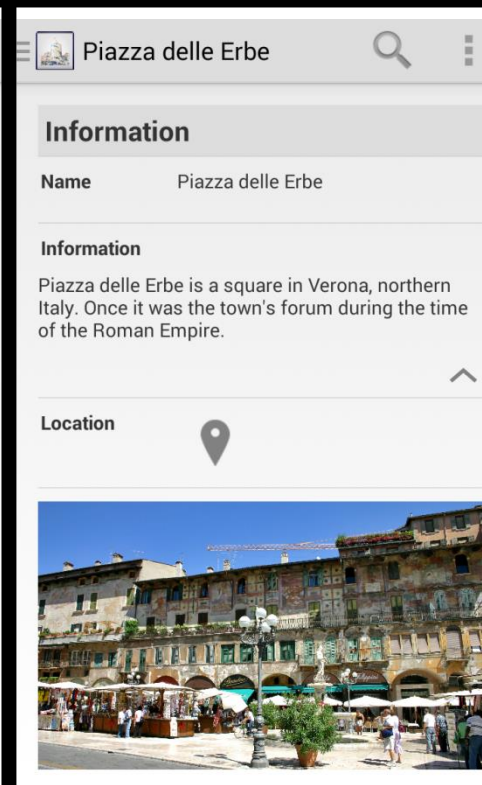 Piazza delle Erbe
Information
Name Piazza delle Erbe
Information
Piazza delle Erbe is a square in Verona, northern
Italy. Once it was the town's forum during the time
of the Roman Empire.
Location